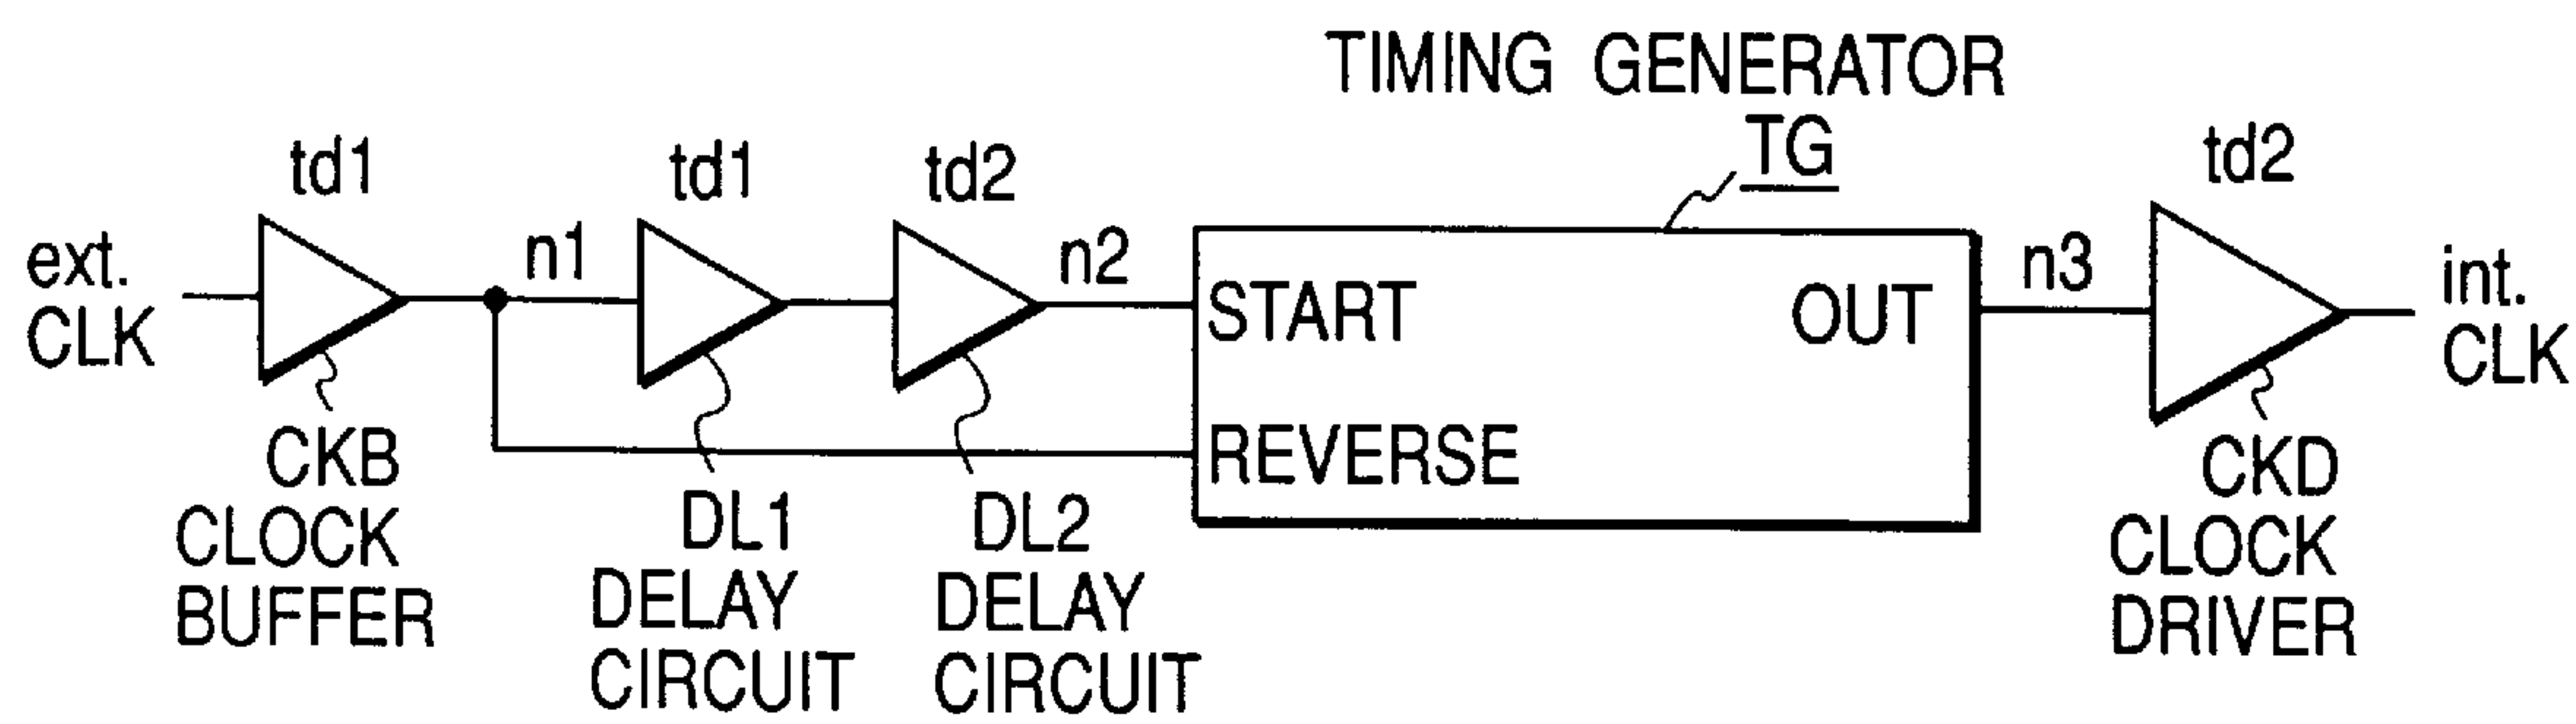 TIMING GENERATOR
TG
td1
td1
td2
td2
ext.
CLK
n1
n2
START
REVERSE
OUT
n3
int.
CLK
CKB
CLOCK
BUFFER
DL1
DELAY
CIRCUIT
DL2
DELAY
CIRCUIT
CKD
CLOCK
DRIVER